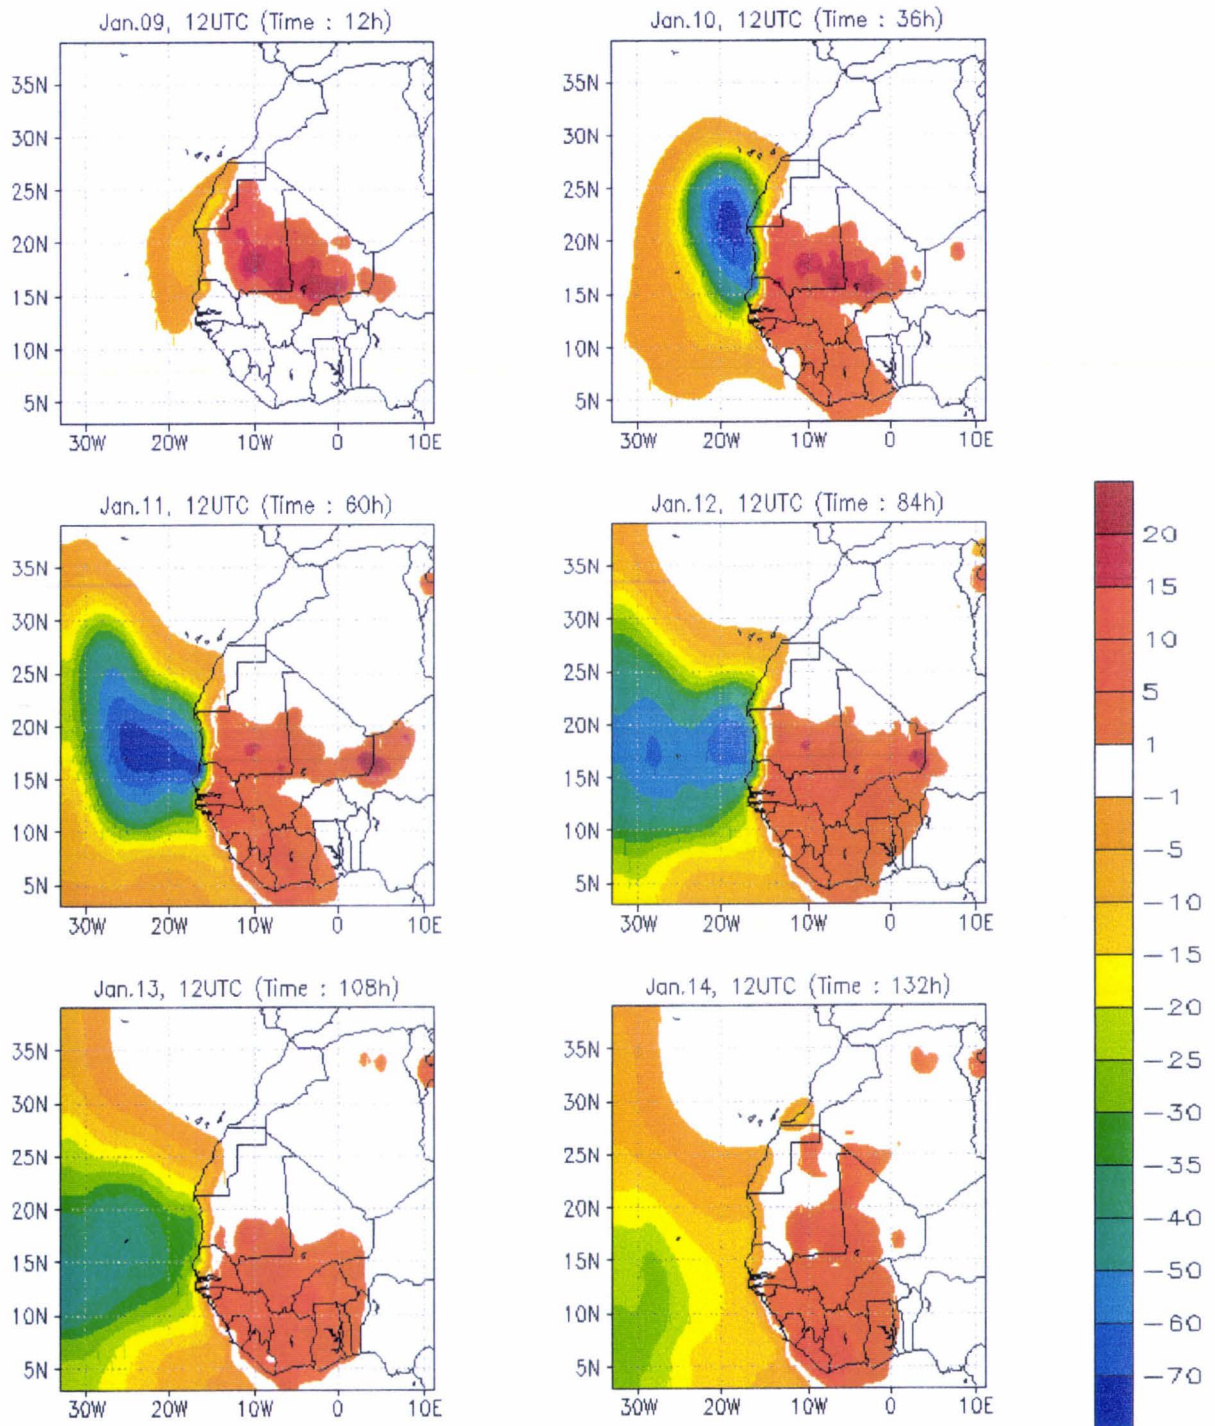 Jan.09, 12UTC (Time : 12h)
35N
30N
25N
20N
15N
10N
5N
30W 20W 10W 0 10E
Jan.10, 12UTC (Time : 36h)
35N
30N
25N
20N
15N
10N
5N
30W 20W 10W 0 10E
Jan.11, 12UTC (Time : 60h)
35N
30N
25N
20N
15N
10N
5N
30W 20W 10W 0 10E
Jan.12, 12UTC (Time : 84h)
35N
30N
25N
20N
15N
10N
5N
30W 20W 10W 0 10E
Jan.13, 12UTC (Time : 108h)
35N
30N
25N
20N
15N
10N
5N
30W 20W 10W 0 10E
Jan.14, 12UTC (Time : 132h)
35N
30N
25N
20N
15N
10N
5N
30W 20W 10W 0 10E
20
15
10
5
1
−1
−5
−10
−15
−20
−25
−30
−35
−40
−50
−60
−70